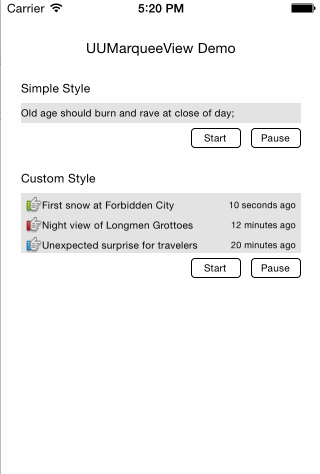 Carrier 5:20 PM
UUMarqueeView Demo
Simple Style
Old age should burn and rave at close of day;
Start Pause
Custom Style
First snow at Forbidden City 10 seconds ago
Night view of Longmen Grottoes 12 minutes ago
Unexpected surprise for travelers 20 minutes ago
Start Pause